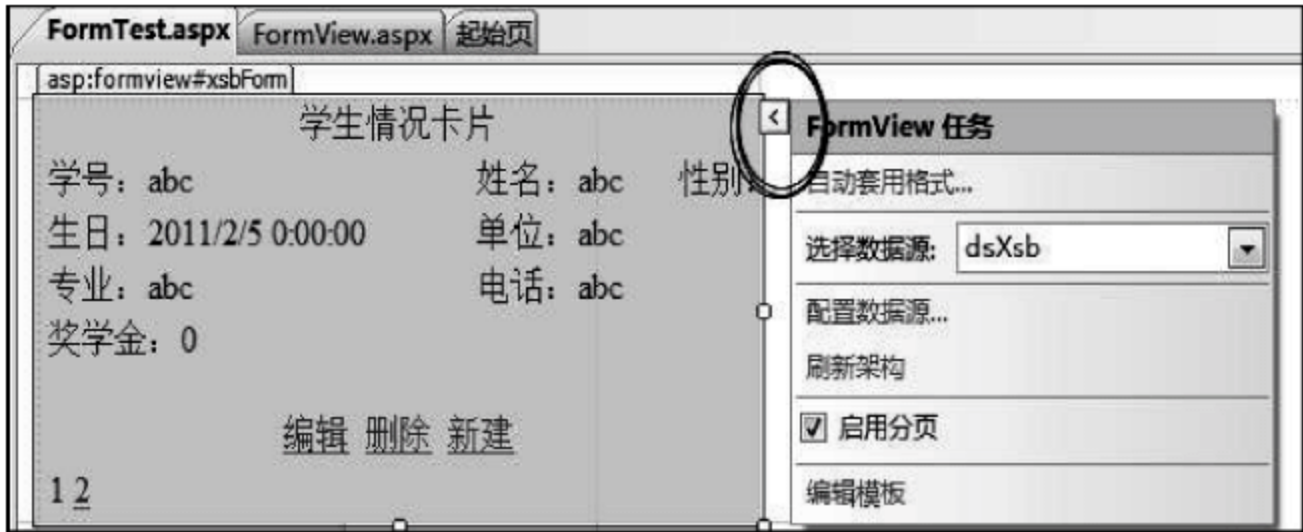 FormTest.aspx FormView.aspx 起始页
asp:formview#xsbForm
学生情况卡片
学号：abc 姓名：abc 性别：
生日：2011/2/5 0:00:00 单位：abc
专业：abc 电话：abc
奖学金：0
编辑 删除 新建
1 2
<
FormView 任务
自动套用格式...
选择数据源: dsXsb
配置数据源...
刷新架构
启用分页
编辑模板